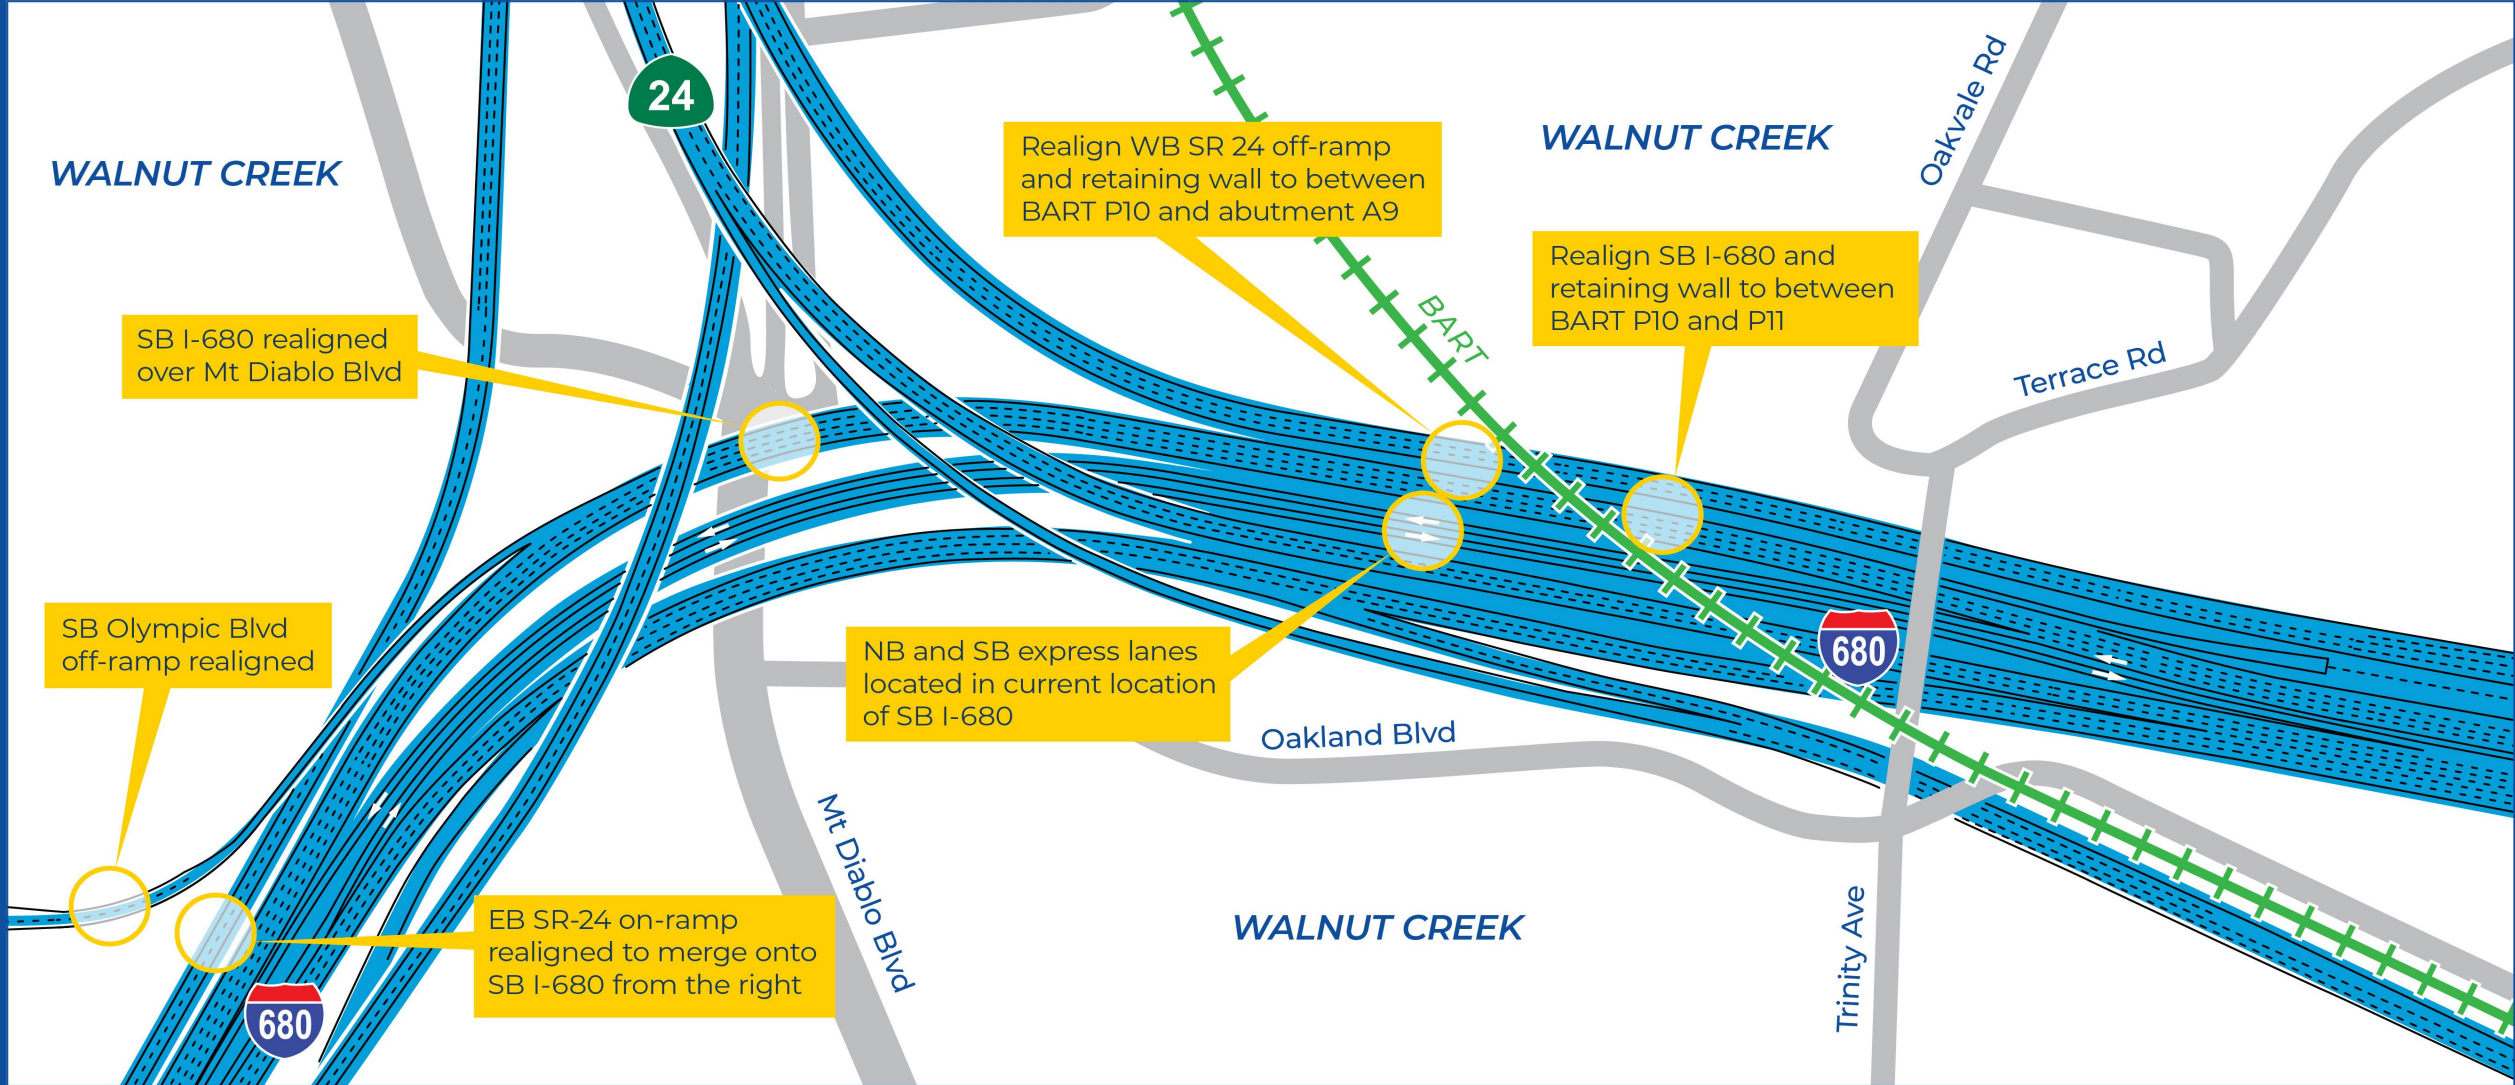 24
Oakvale Rd
WALNUT CREEK
WALNUT CREEK
Realign WB SR 24 off-ramp
and retaining wall to between
BART P10 and abutment A9
Realign SB I-680 and
retaining wall to between
BART P10 and P11
BART
SB I-680 realigned
over Mt Diablo Blvd
Terrace Rd
SB Olympic Blvd
off-ramp realigned
NB and SB express lanes
located in current location
of SB I-680
680
Oakland Blvd
Mt Diablo Blvd
EB SR-24 on-ramp
realigned to merge onto
SB I-680 from the right
WALNUT CREEK
Trinity Ave
680